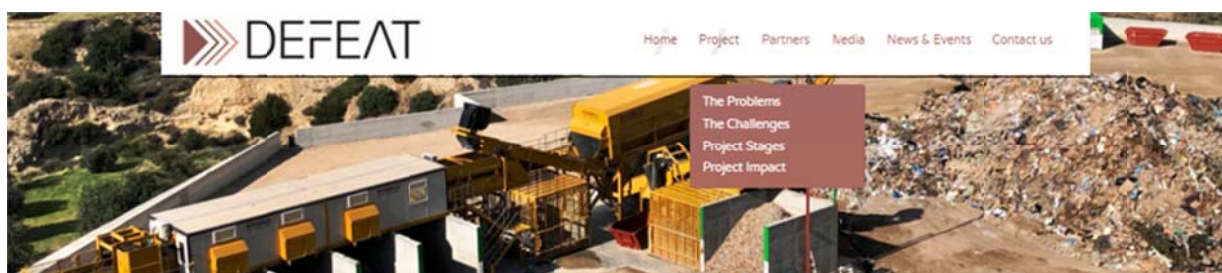 DEFEAT
Home Project Partners Media News & Events Contact us
The Problems
The Challenges
Project Stages
Project Impact